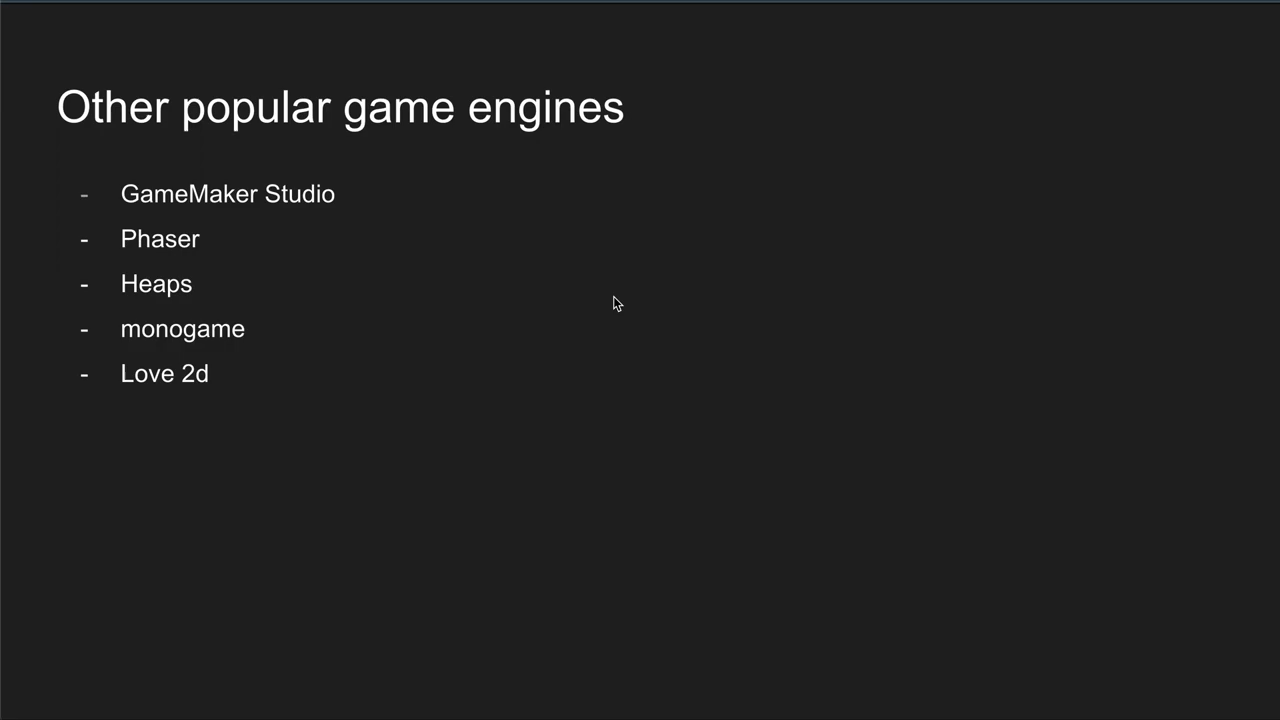 Other popular game engines
- GameMaker Studio
- Phaser
- Heaps
- monogame
- Love 2d